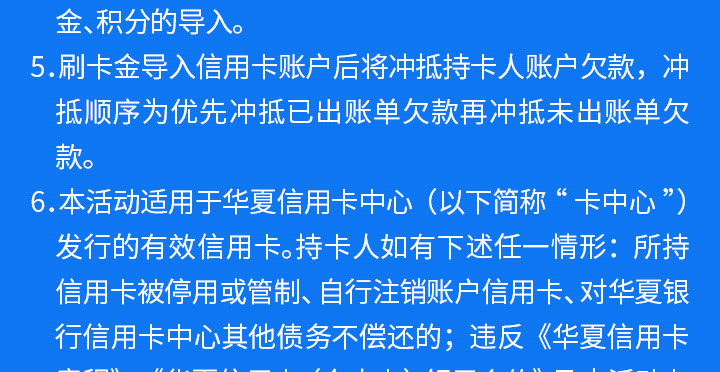 金、积分的导入。
5.刷卡金导入信用卡账户后将冲抵持卡人账户欠款，冲
抵顺序为优先冲抵已出账单欠款再冲抵未出账单欠
款。
6.本活动适用于华夏信用卡中心（以下简称“卡中心”）
发行的有效信用卡。持卡人如有下述任一情形：所持
信用卡被停用或管制、自行注销账户信用卡、对华夏银
行信用卡中心其他债务不偿还的；违反《华夏信用卡